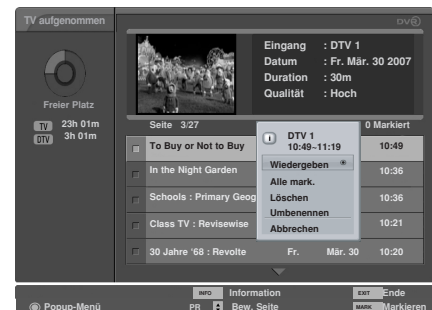 TV aufgenommen
DVR
Eingang : DTV 1
Datum : Fr. Mär. 30 2007
Duration : 30m
Qualität : Hoch
Freier Platz
TV 23h 01m
DTV 3h 01m
Seite 3/27
0 Markiert
To Buy or Not to Buy 10:49
In the Night Garden 10:36
Schools : Primary Geog 10:36
Class TV : Revisewise 10:21
30 Jahre ‘68 : Revolte Fr. Mär. 30 10:20
i DTV 1
10:49~11:19
Wiedergeben
Alle mark.
Löschen
Umbenennen
Abbrechen
INFO Information EXIT Ende
Popup-Menü PR Bew. Seite MARK Markieren